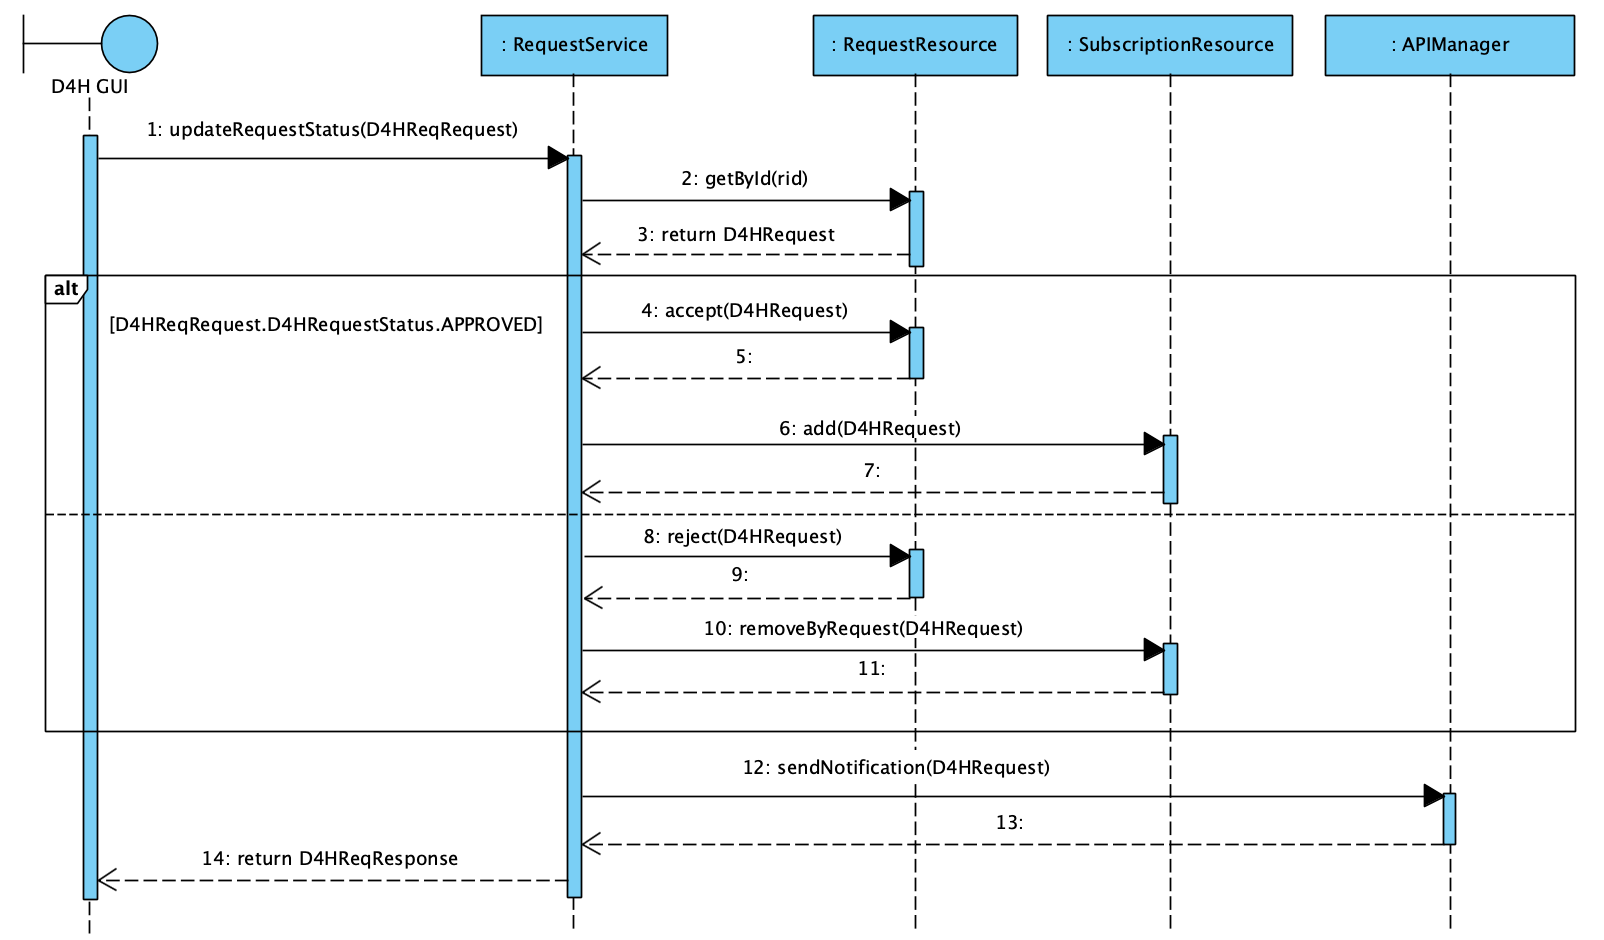 D4H GUI
: RequestService
: RequestResource
: SubscriptionResource
: APIManager
1: updateRequestStatus(D4HReqRequest)
2: getById(rid)
3: return D4HRequest
alt
[D4HReqRequest.D4HRequestStatus.APPROVED]
4: accept(D4HRequest)
5:
6: add(D4HRequest)
7:
8: reject(D4HRequest)
9:
10: removeByRequest(D4HRequest)
11:
12: sendNotification(D4HRequest)
13:
14: return D4HReqResponse